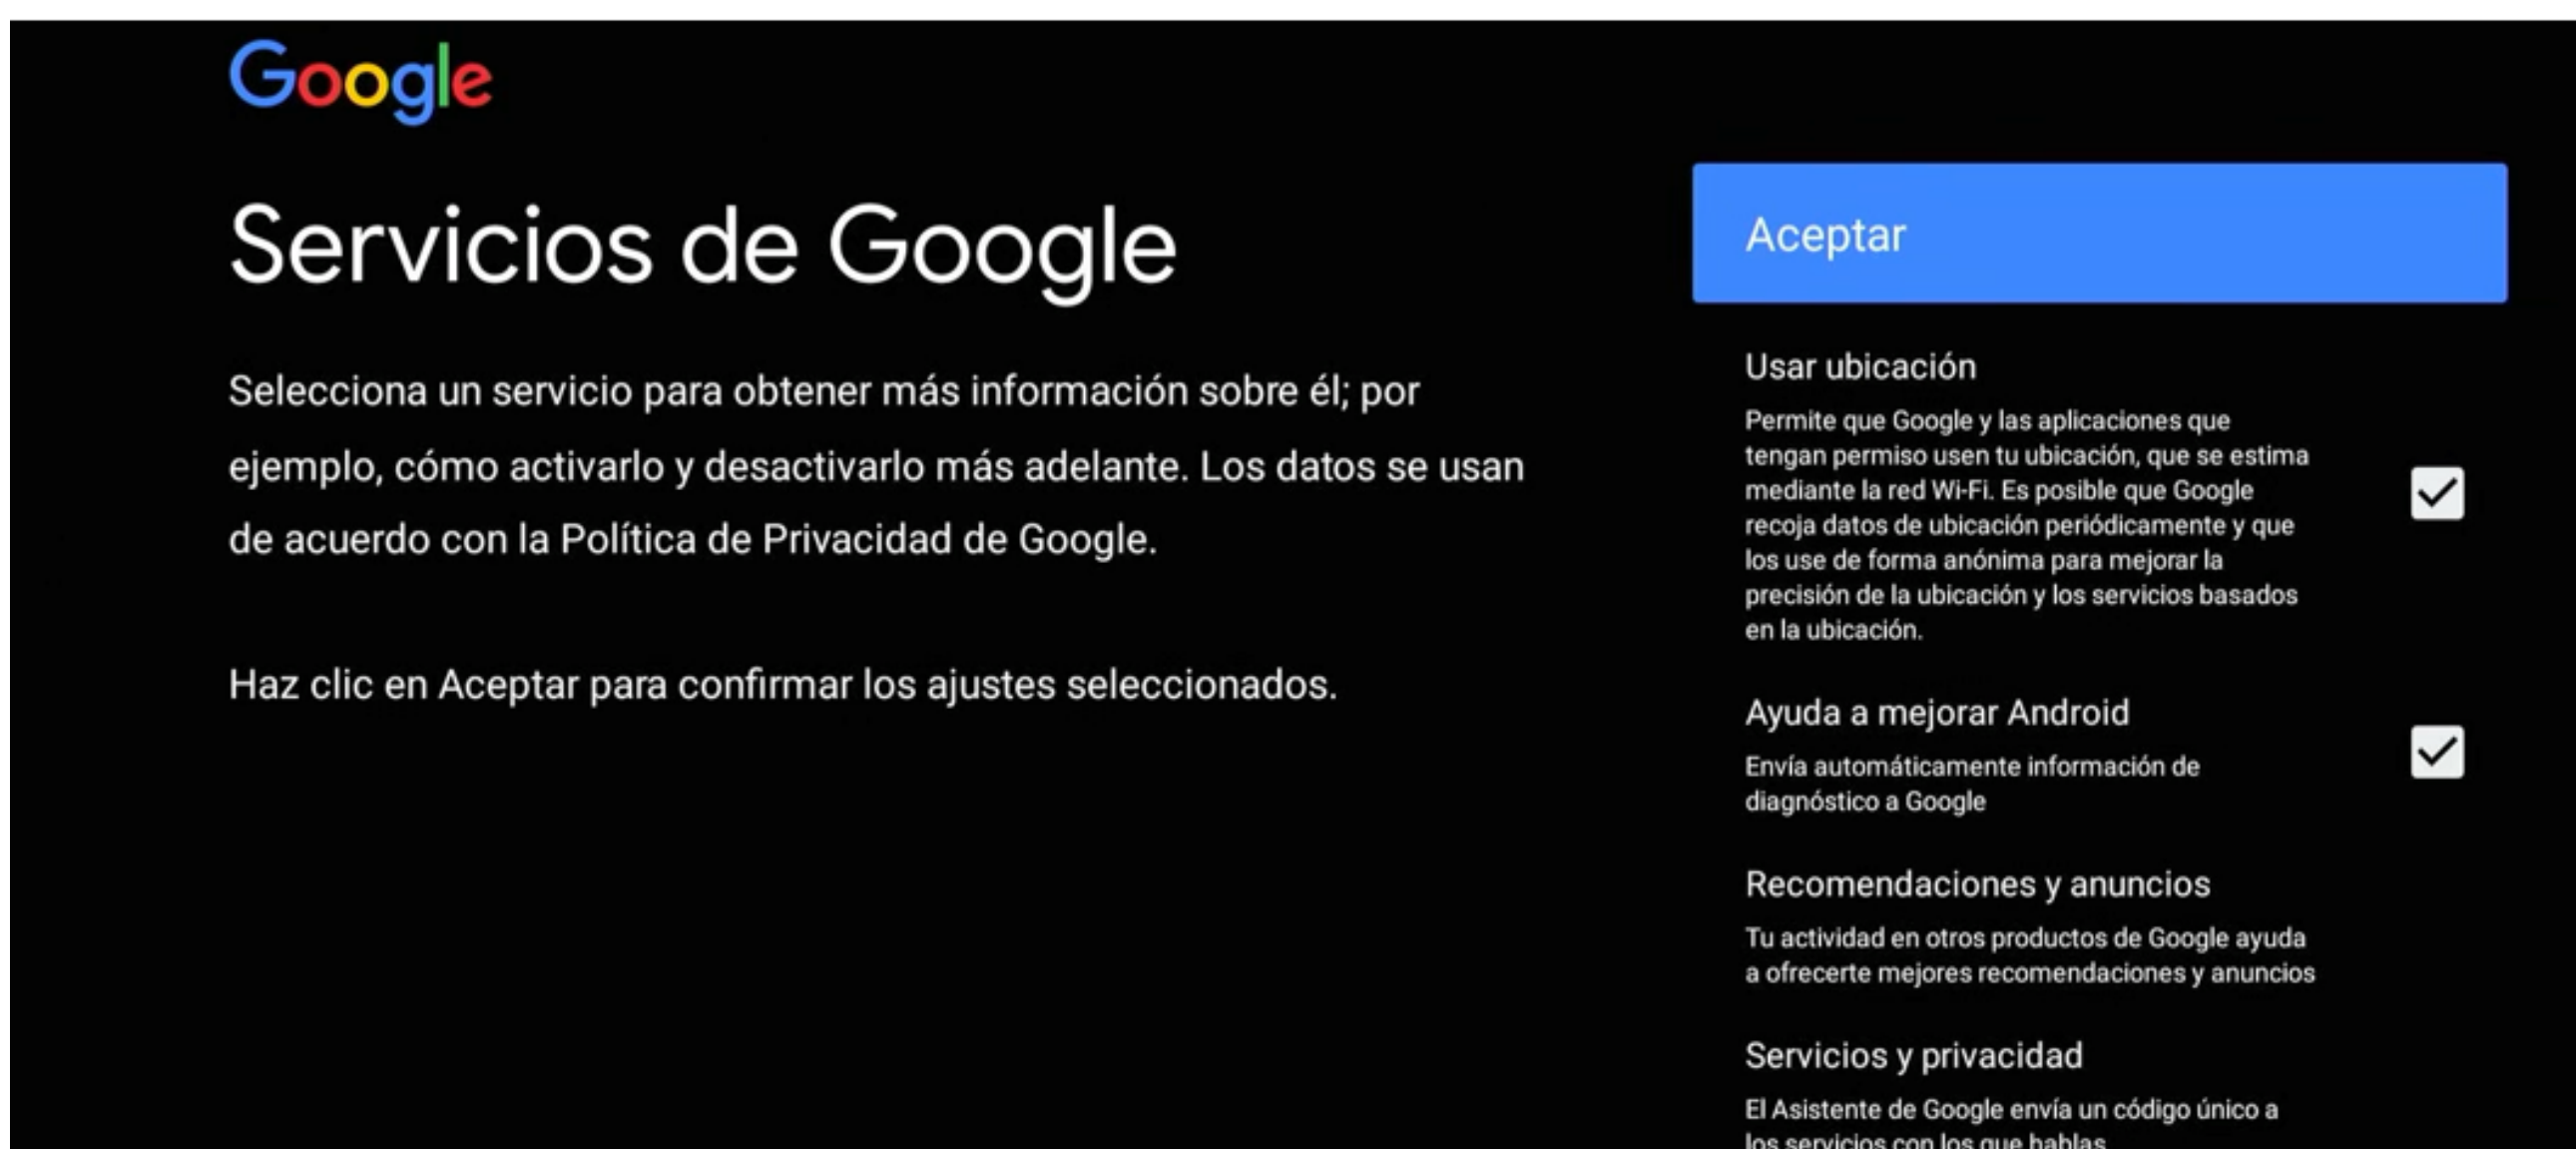 Google
Servicios de Google
Selecciona un servicio para obtener más información sobre él; por
ejemplo, cómo activarlo y desactivarlo más adelante. Los datos se usan
de acuerdo con la Política de Privacidad de Google.
Haz clic en Aceptar para confirmar los ajustes seleccionados.
Aceptar
Usar ubicación
Permite que Google y las aplicaciones que
tengan permiso usen tu ubicación, que se estima
mediante la red Wi-Fi. Es posible que Google
recoja datos de ubicación periódicamente y que
los use de forma anónima para mejorar la
precisión de la ubicación y los servicios basados
en la ubicación.
Ayuda a mejorar Android
Envía automáticamente información de
diagnóstico a Google
Recomendaciones y anuncios
Tu actividad en otros productos de Google ayuda
a ofrecerte mejores recomendaciones y anuncios
Servicios y privacidad
El Asistente de Google envía un código único a
los servicios con los que hablas